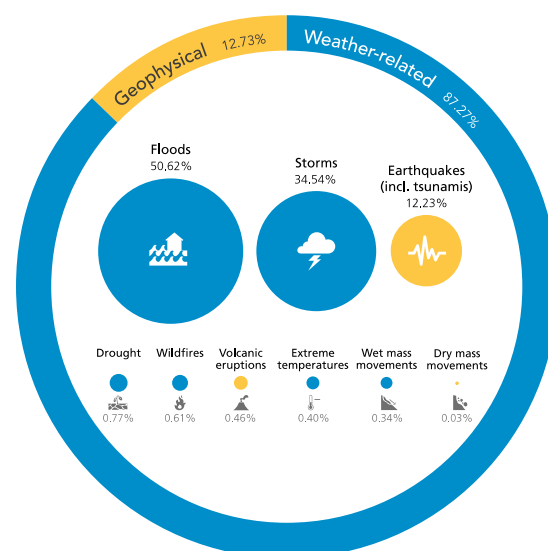 Geophysical 12.73%
Weather-related 87.27%
Floods
50.62%
Storms
34.54%
Earthquakes
(incl. tsunamis)
12.23%
Drought
0.77%
Wildfires
0.61%
Volcanic
eruptions
0.46%
Extreme
temperatures
0.40%
Wet mass
movements
0.34%
Dry mass
movements
0.03%